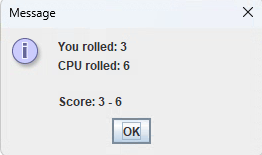 Message
You rolled: 3
CPU rolled: 6
Score: 3 - 6
OK